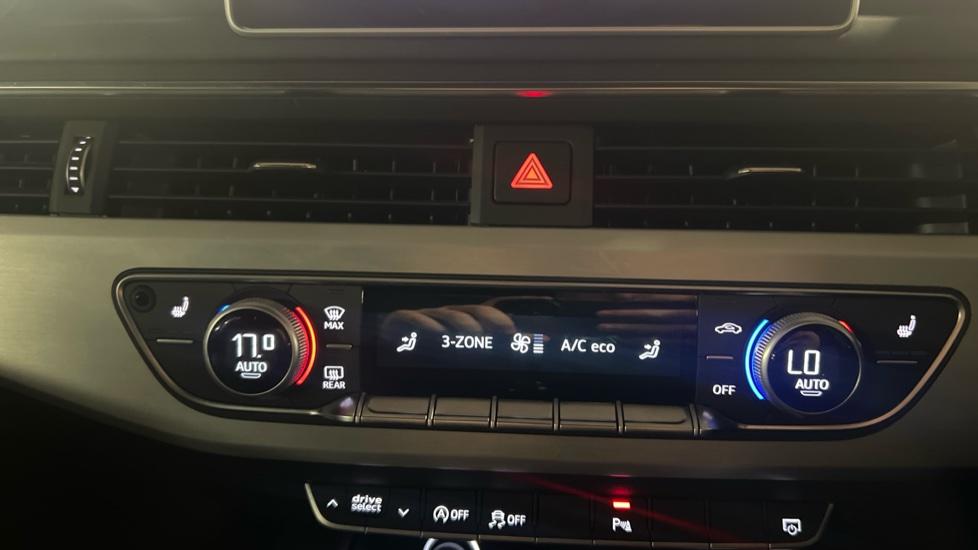 MAX
17.0
AUTO
REAR
3-ZONE
A/C eco
OFF
LO
AUTO
drive
select
A OFF
OFF
P